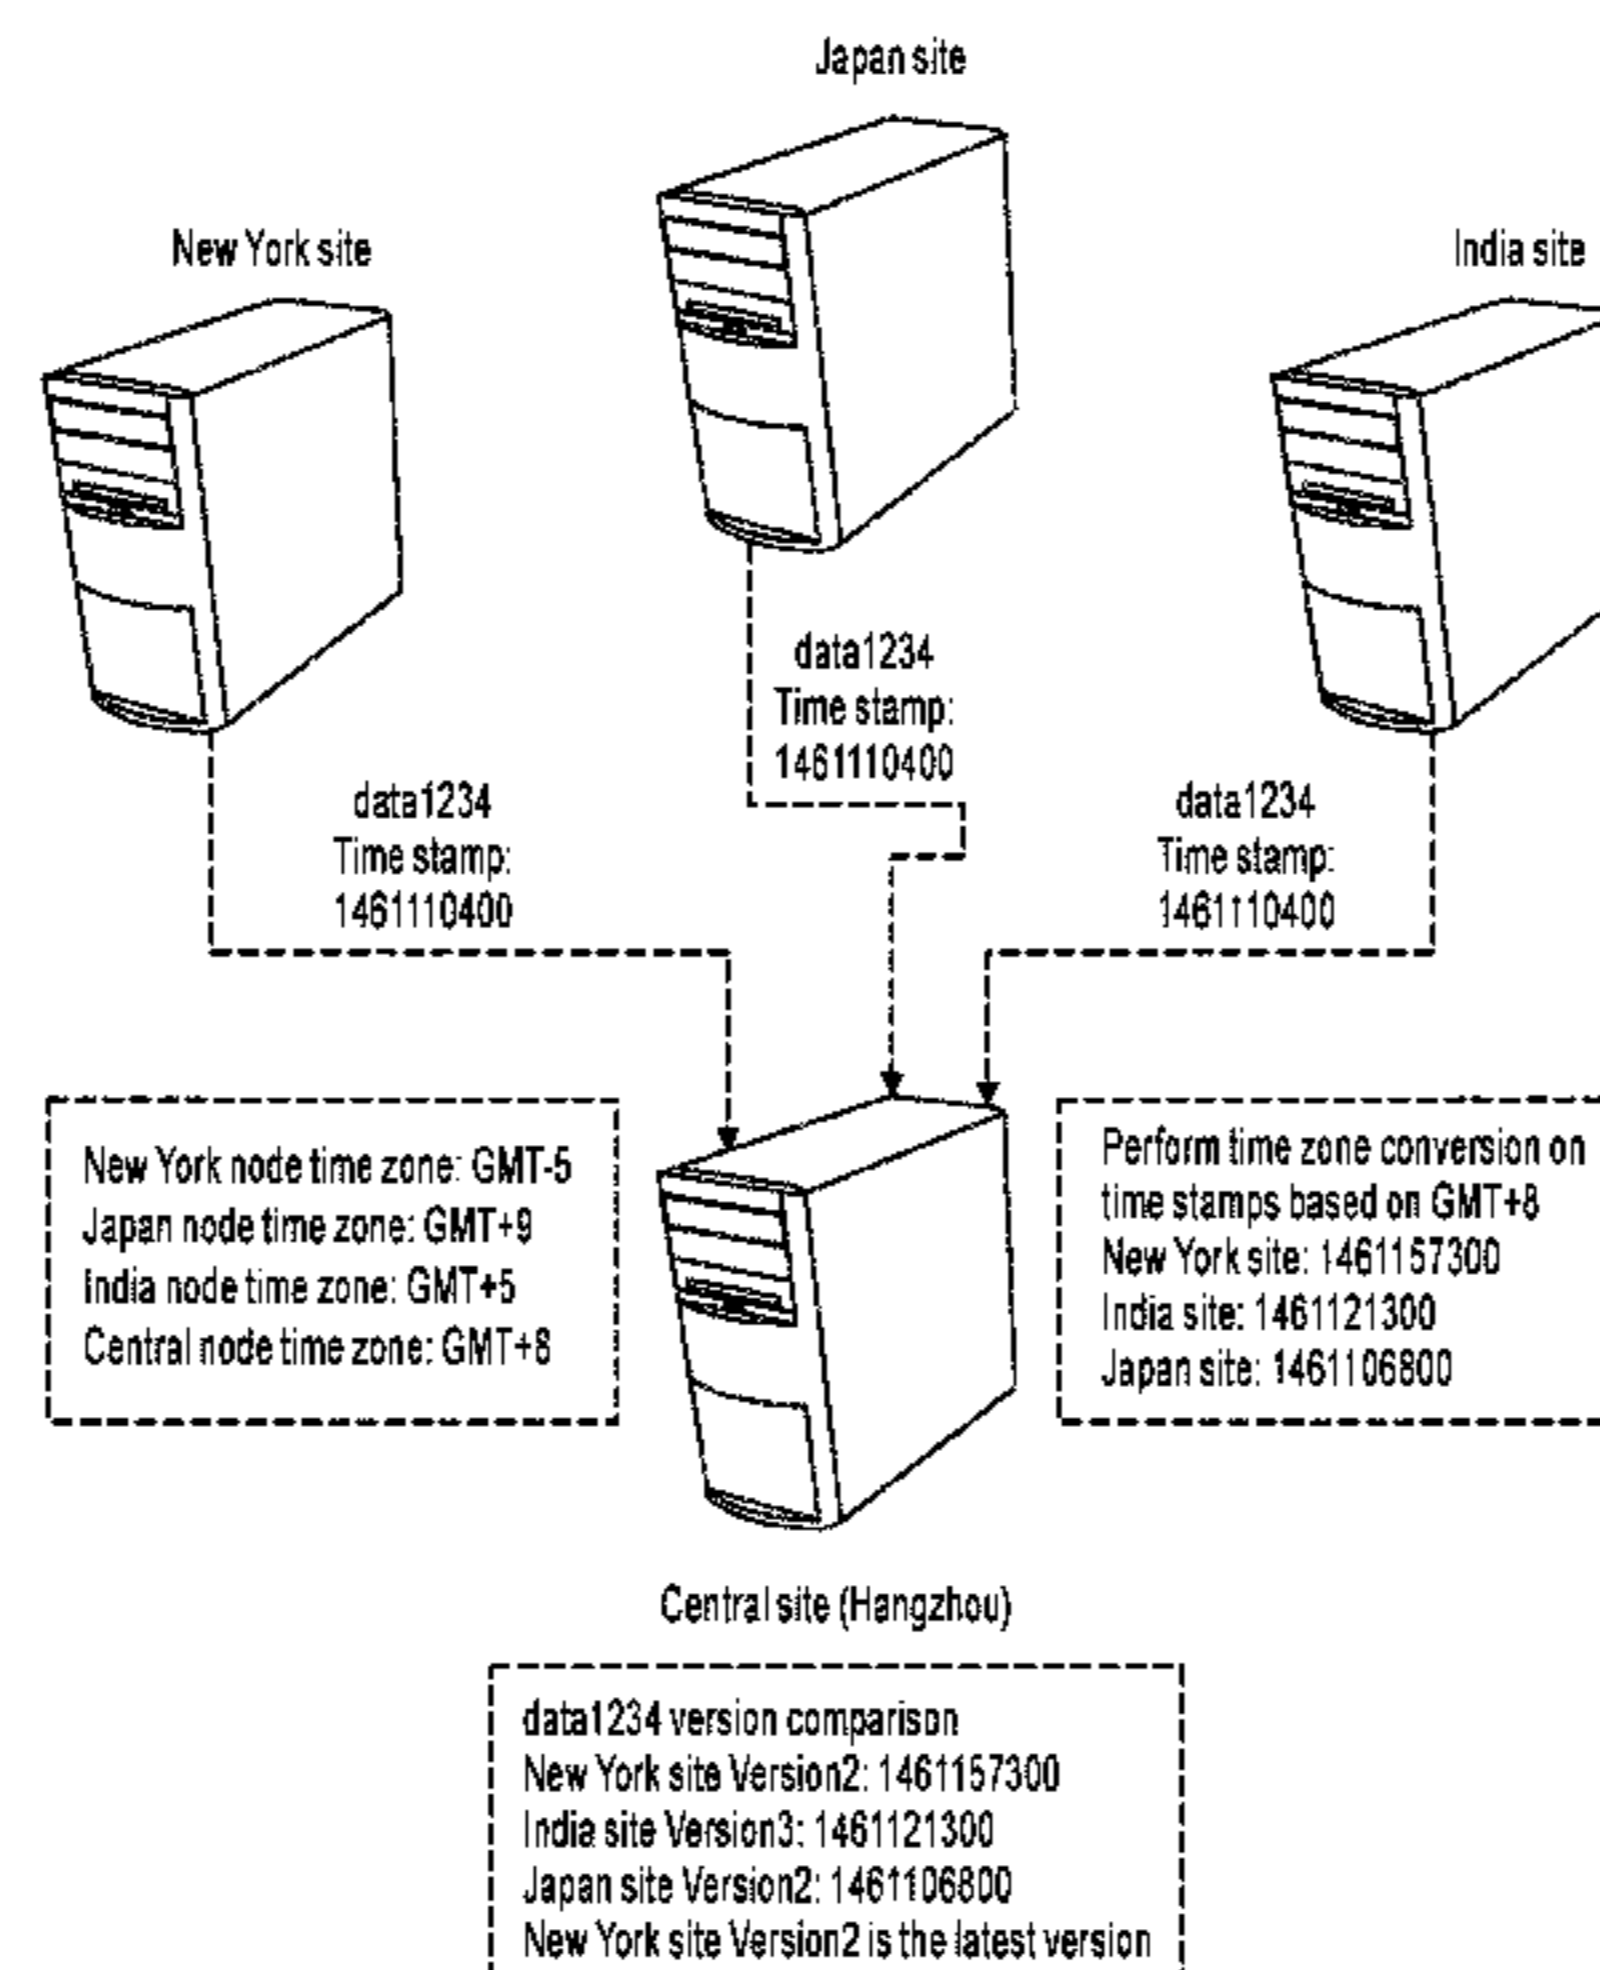 Japan site
New York site
India site
data1234
Time stamp:
1461110400
data1234
Time stamp:
1461110400
data1234
Time stamp:
1461110400
New York node time zone: GMT-5
Japan node time zone: GMT+9
India node time zone: GMT+5
Central node time zone: GMT+8
Perform time zone conversion on
time stamps based on GMT+8
New York site: 1461157300
India site: 1461121300
Japan site: 1461106800
Central site (Hangzhou)
data1234 version comparison
New York site Version2: 1461157300
India site Version3: 1461121300
Japan site Version2: 1461106800
New York site Version2 is the latest version